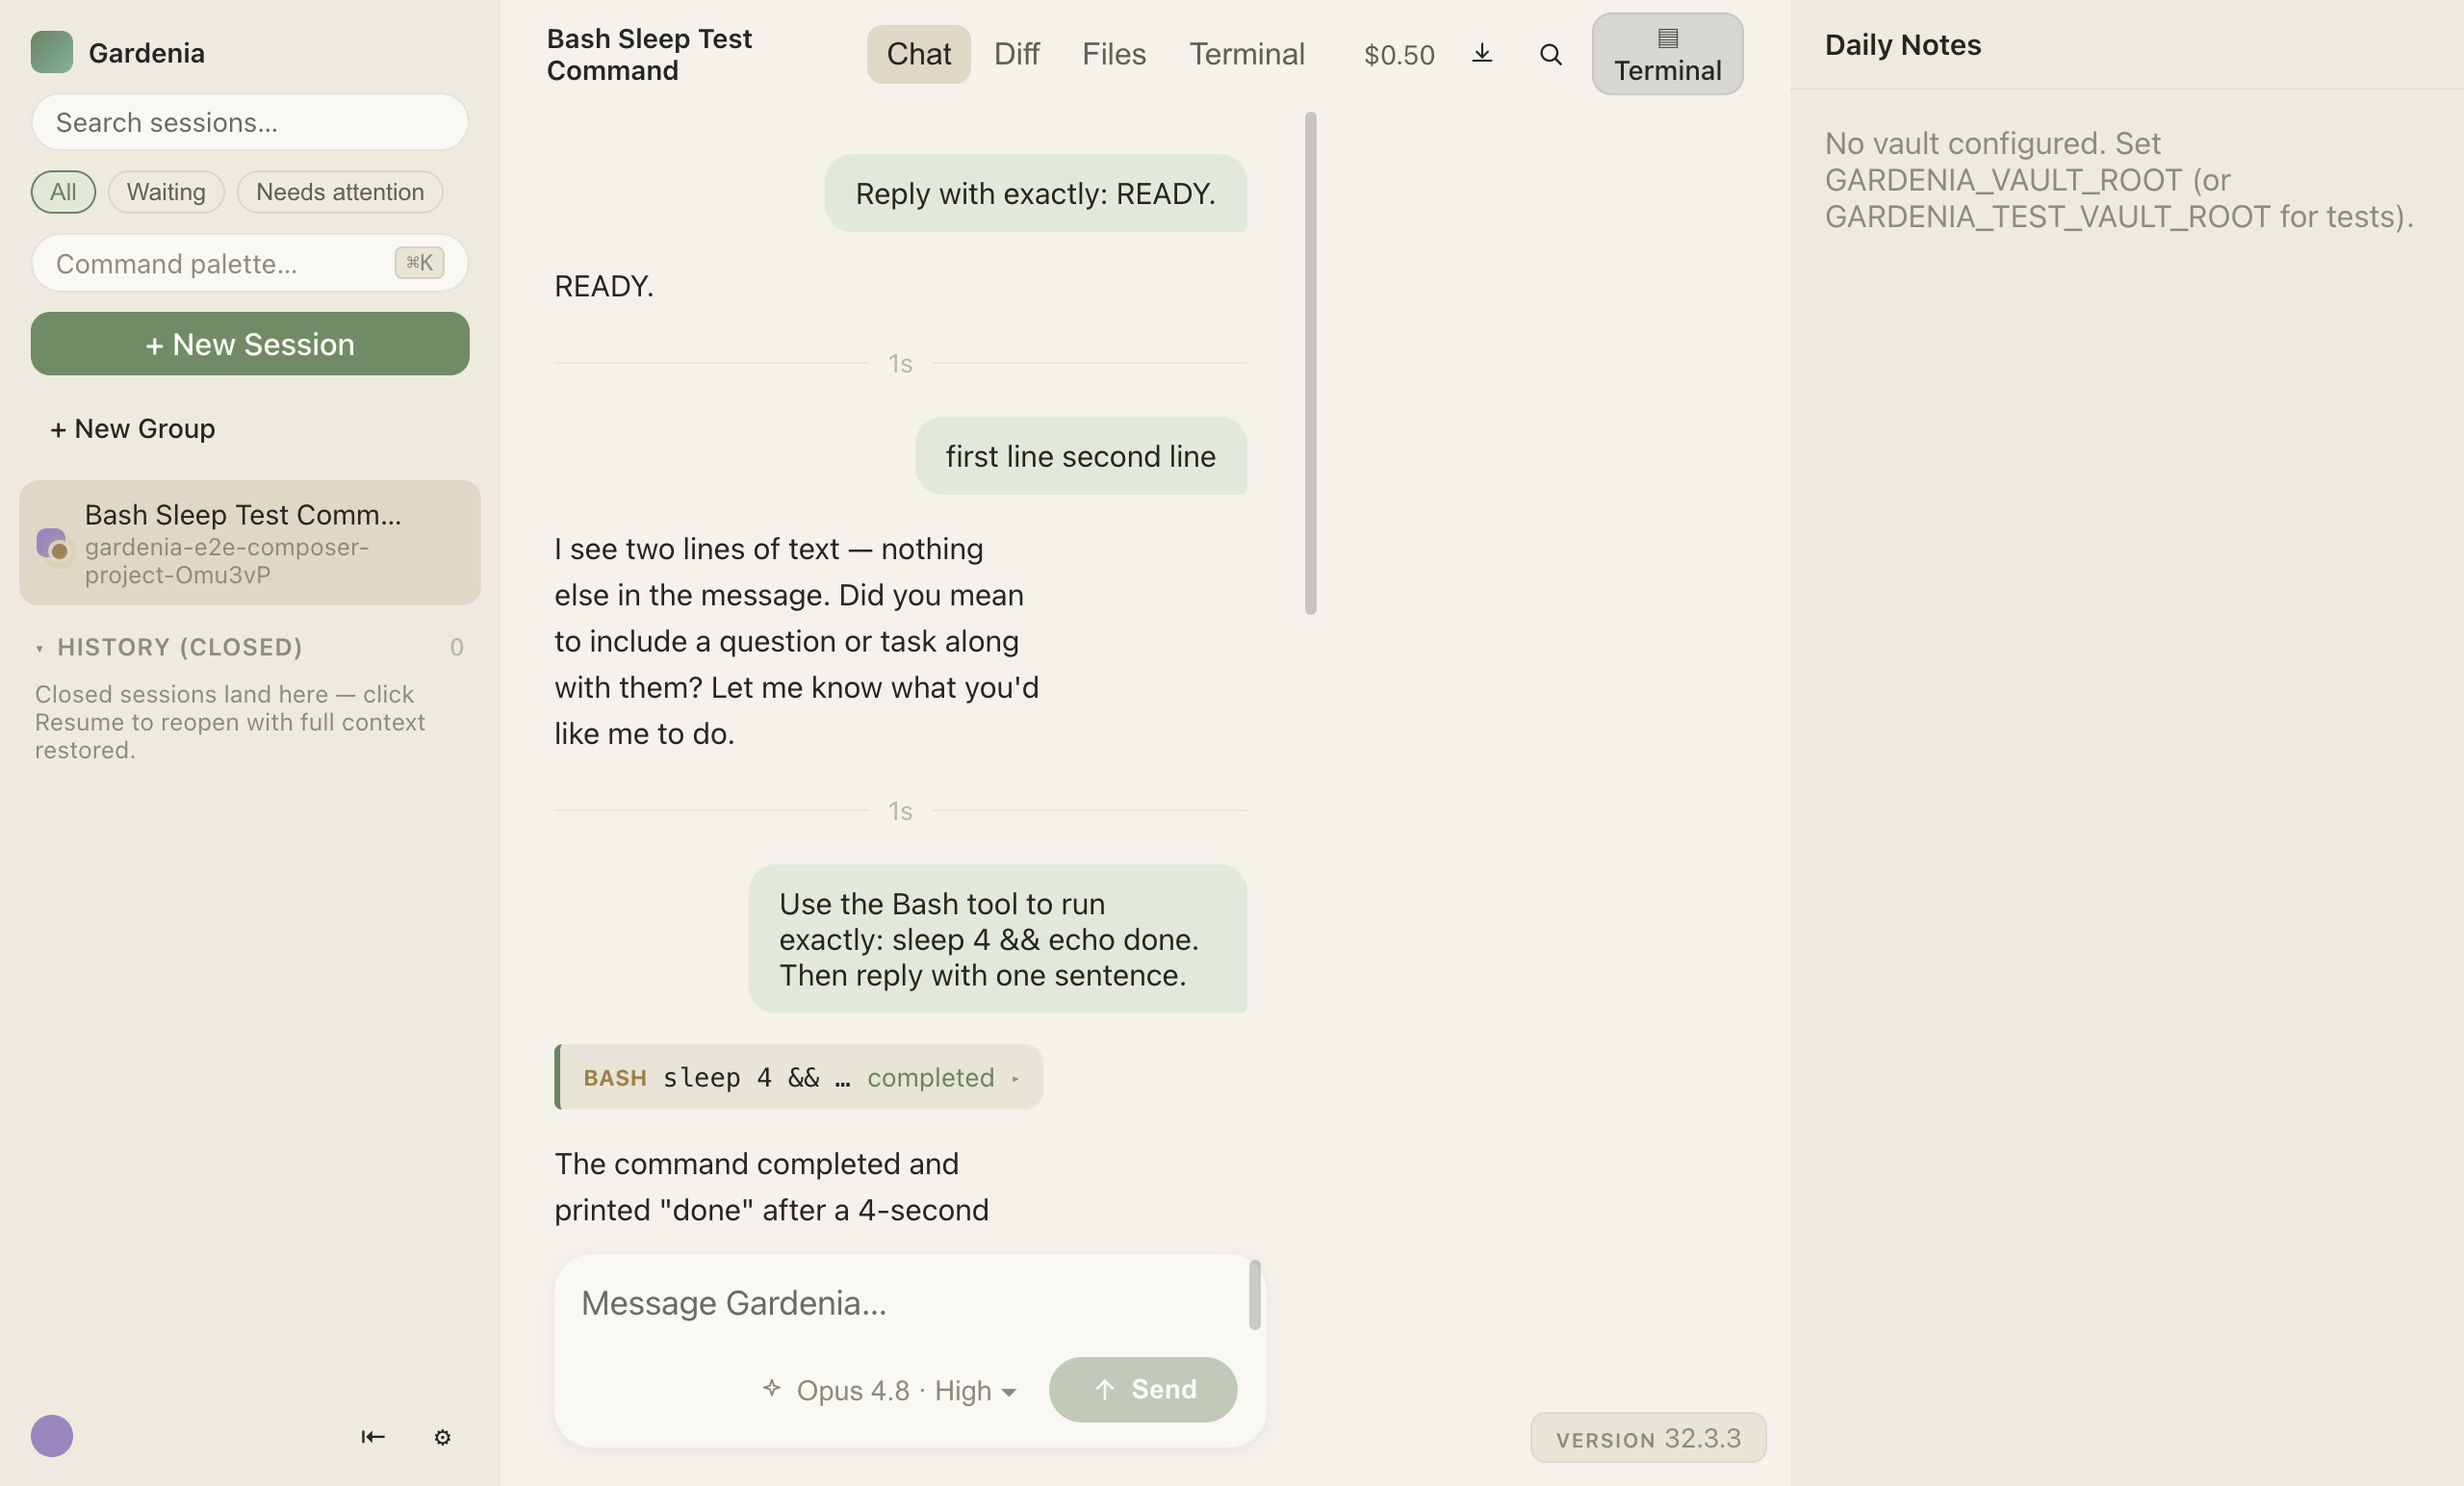 Gardenia
Search sessions...
All
Waiting
Needs attention
Command palette...
⌘K
+ New Session
+ New Group
Bash Sleep Test Comm...
gardenia-e2e-composer-
project-Omu3vP
HISTORY (CLOSED)
0
Closed sessions land here — click
Resume to reopen with full context
restored.
Bash Sleep Test
Command
Chat
Diff
Files
Terminal
$0.50
Terminal
Reply with exactly: READY.
READY.
1s
first line second line
I see two lines of text — nothing
else in the message. Did you mean
to include a question or task along
with them? Let me know what you'd
like me to do.
1s
Use the Bash tool to run
exactly: sleep 4 && echo done.
Then reply with one sentence.
BASH sleep 4 && … completed
The command completed and
printed "done" after a 4-second
Message Gardenia...
Opus 4.8 · High
Send
VERSION 32.3.3
Daily Notes
No vault configured. Set
GARDENIA_VAULT_ROOT (or
GARDENIA_TEST_VAULT_ROOT for tests).